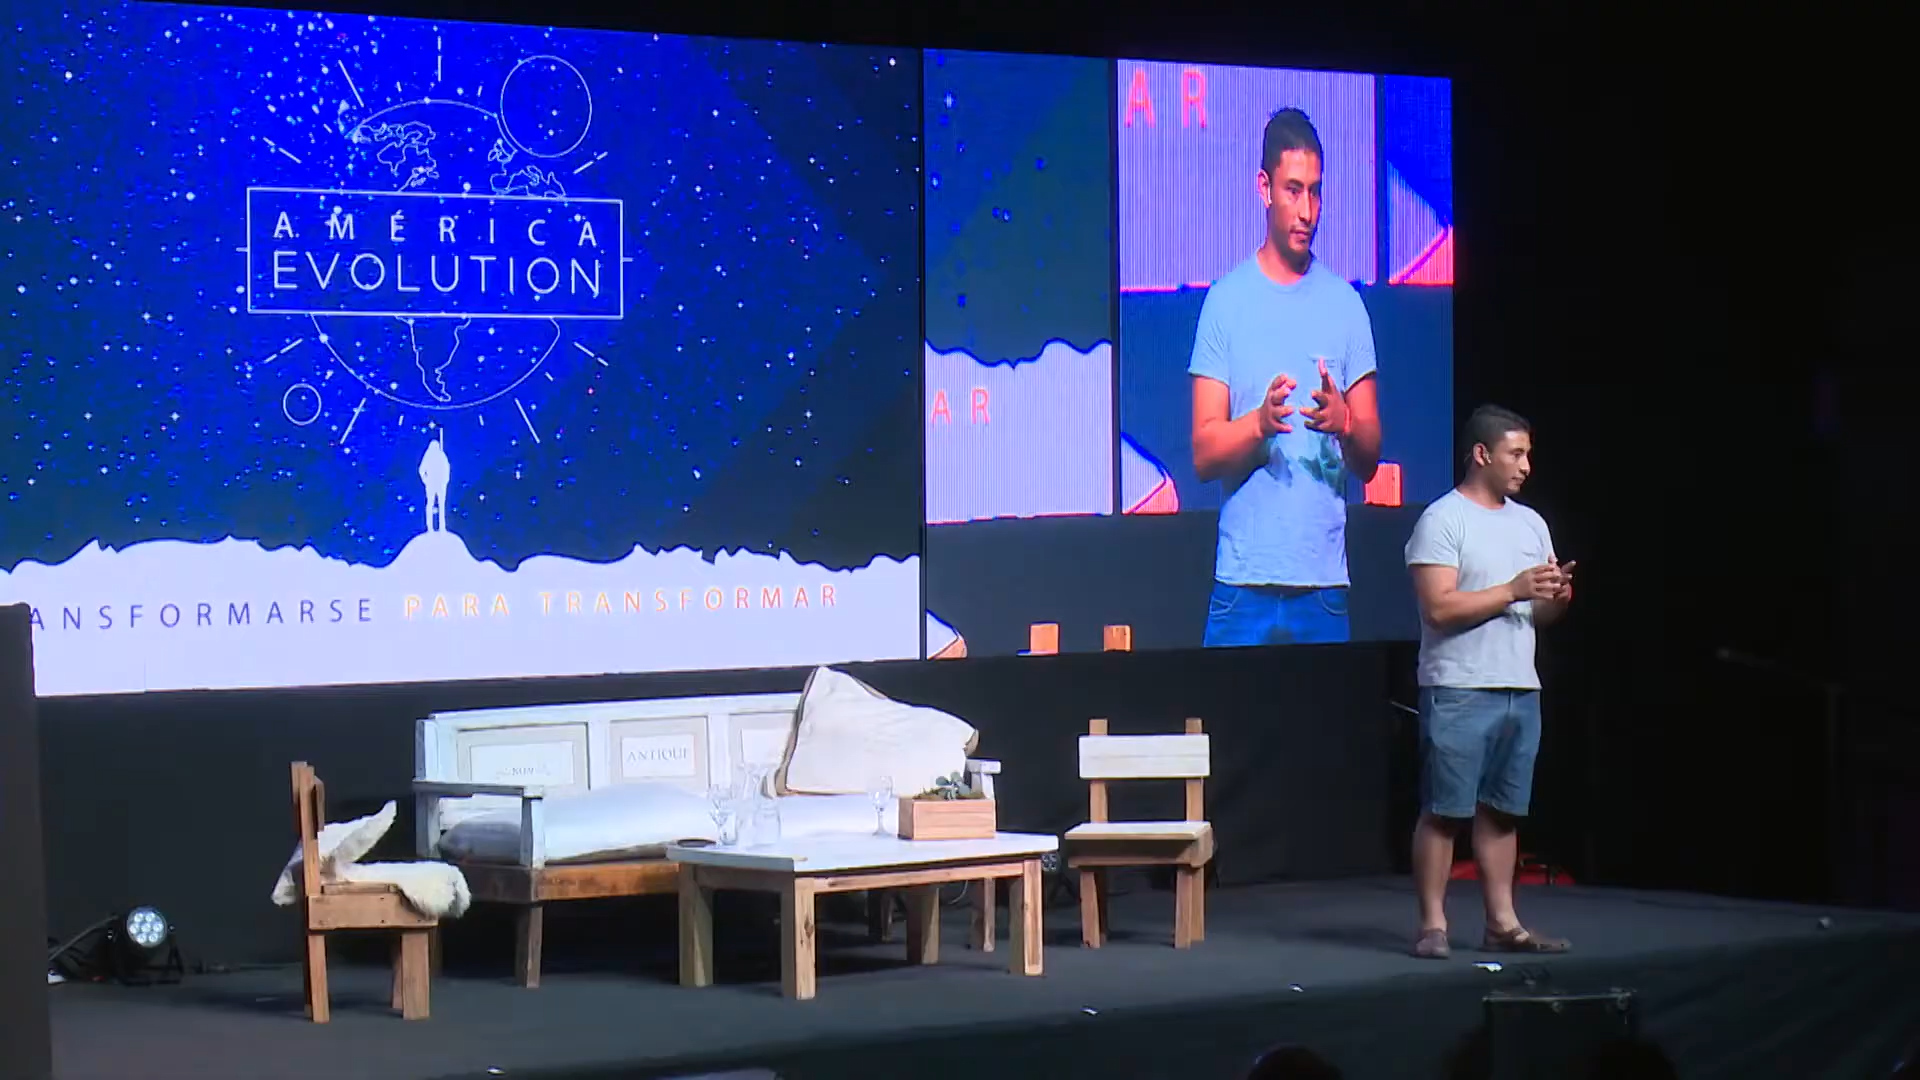 AMÉRICA
EVOLUTION
ANSFORMARSE PARA TRANSFORMAR
AR
AR
ANTIQUE